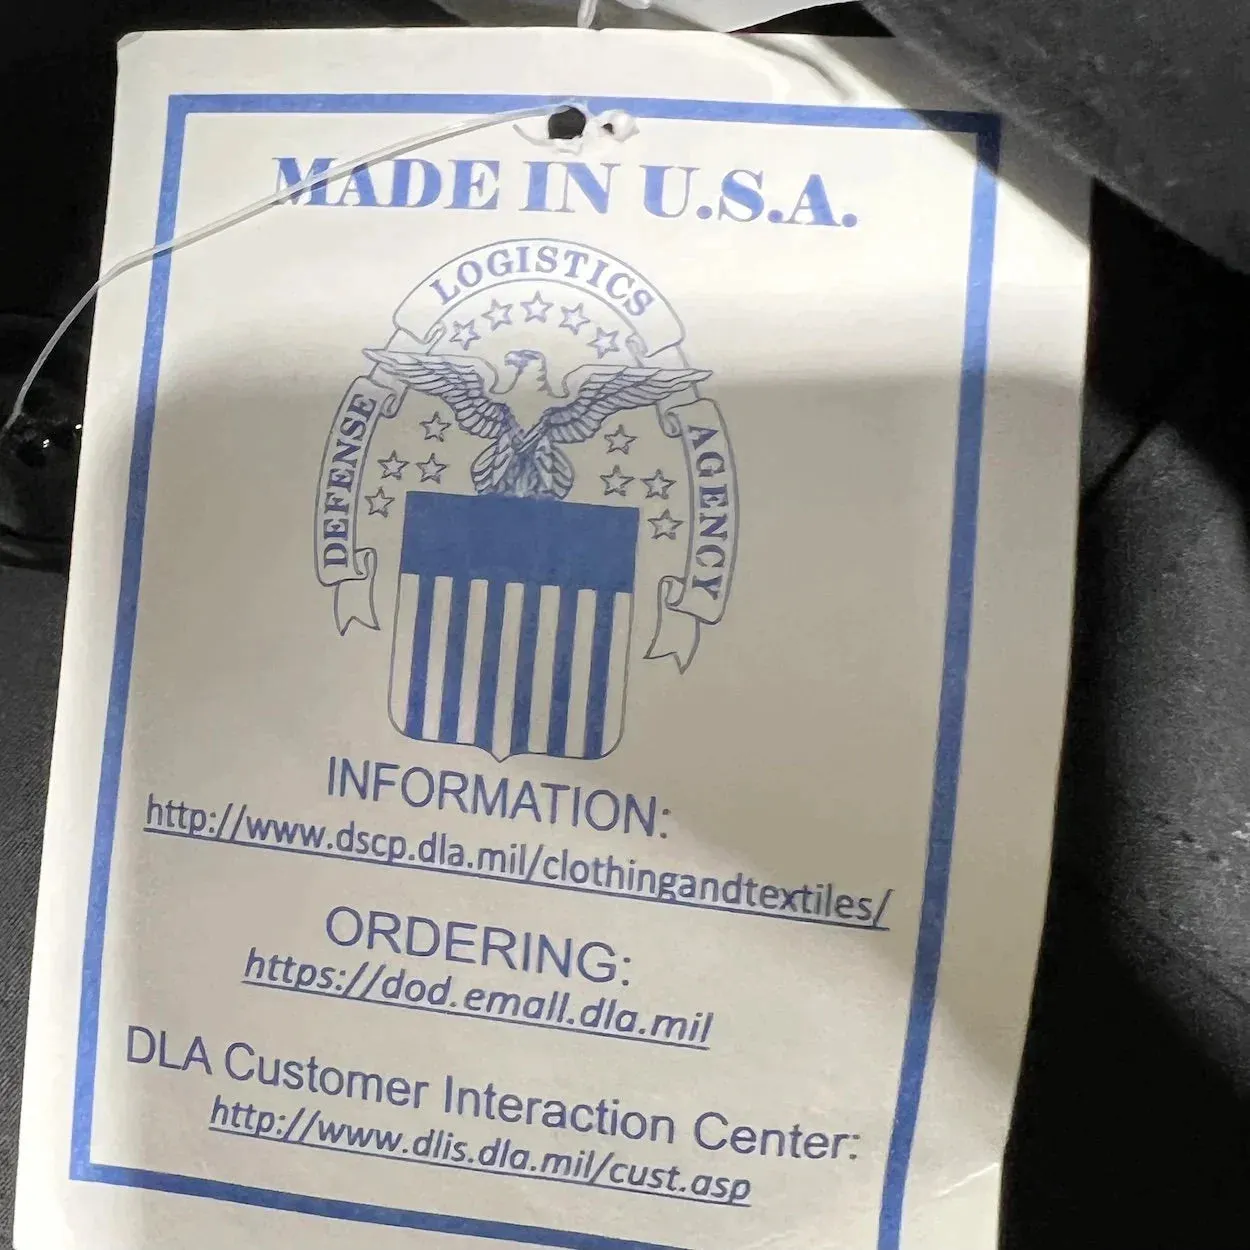 MADE IN U.S.A.
DEFENSE LOGISTICS AGENCY
INFORMATION:
http://www.dscp.dla.mil/clothingandtextiles/
ORDERING:
https://dod.emall.dla.mil
DLA Customer Interaction Center:
http://www.dlis.dla.mil/cust.asp